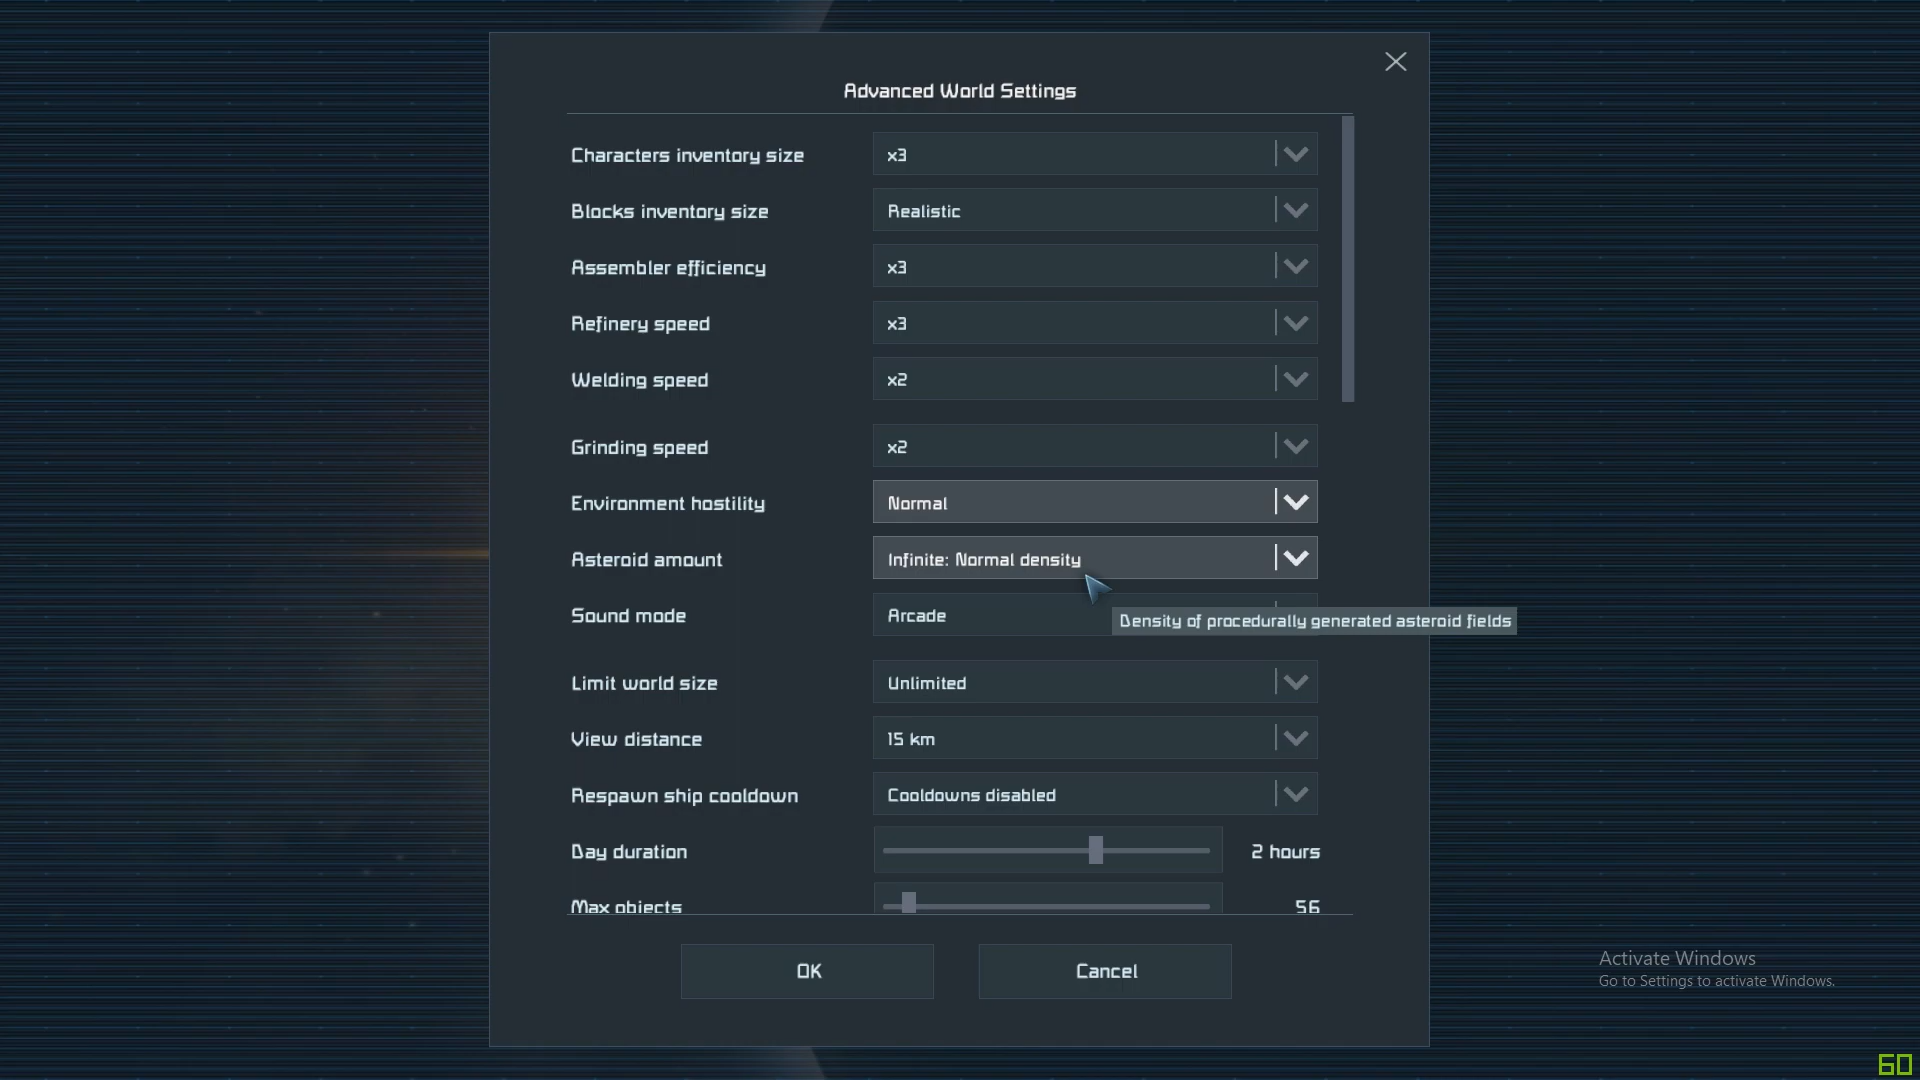 Advanced World Settings
Characters inventory size x3
Blocks inventory size Realistic
Assembler efficiency x3
Refinery speed x3
Welding speed x2
Grinding speed x2
Environment hostility Normal
Asteroid amount Infinite: Normal density
Sound mode Arcade
Density of procedurally generated asteroid fields
Limit world size Unlimited
View distance 15 km
Respawn ship cooldown Cooldowns disabled
Day duration 2 hours
Max objects 56
OK Cancel
Activate Windows
Go to Settings to activate Windows.
60